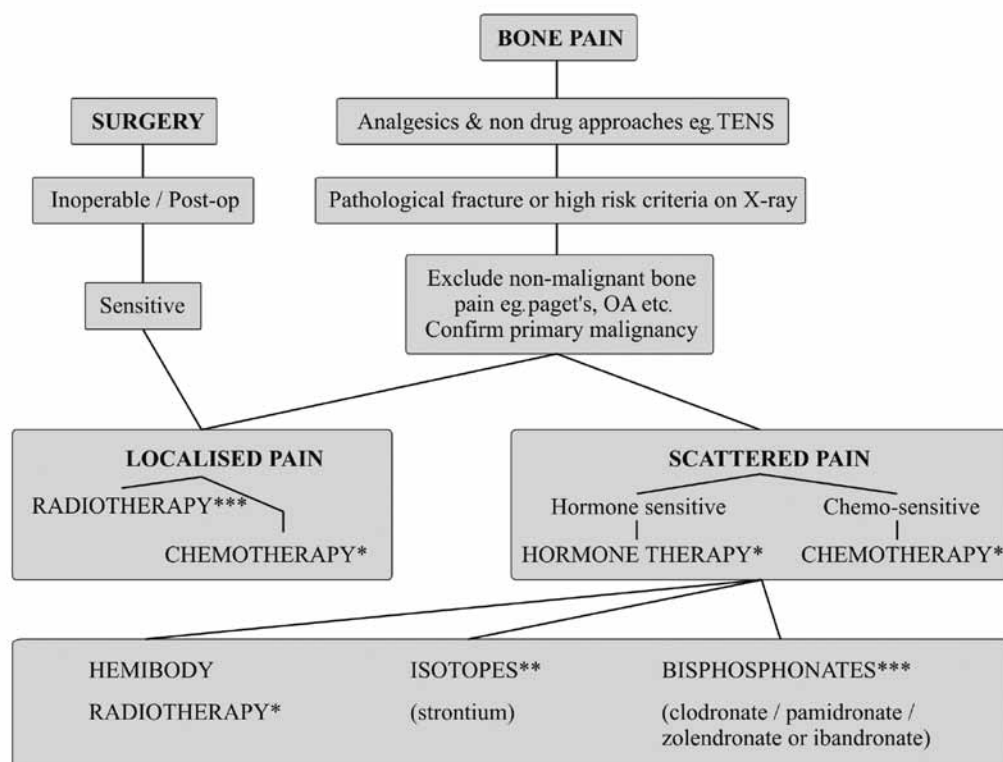 BONE PAIN
SURGERY
Analgesics & non drug approaches eg.TENS
Inoperable / Post-op
Pathological fracture or high risk criteria on X-ray
Sensitive
Exclude non-malignant bone
pain eg.paget's, OA etc.
Confirm primary malignancy
LOCALISED PAIN
RADIOTHERAPY***
CHEMOTHERAPY*
SCATTERED PAIN
Hormone sensitive
Chemo-sensitive
HORMONE THERAPY*
CHEMOTHERAPY*
HEMIBODY
RADIOTHERAPY*
ISOTOPES**
(strontium)
BISPHOSPHONATES***
(clodronate / pamidronate /
zolendronate or ibandronate)